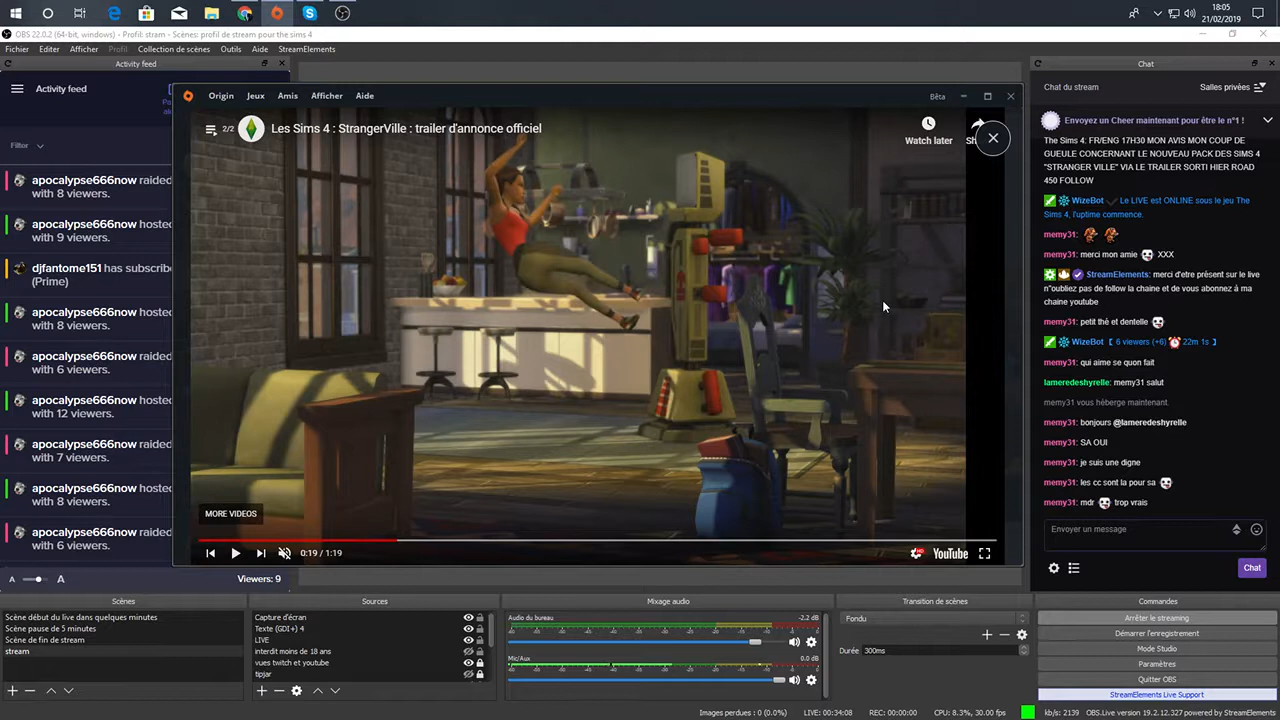 18:05
21/02/2019
OBS 22.0.2 (64-bit, windows) - Profil: stram - Scènes: profil de stream pour the sims 4
Fichier Editer Afficher Profil Collection de scènes Outils Aide StreamElements
Activity feed
Activity feed
Filtor
apocalypse666now raided
with 8 viewers.
apocalypse666now hosted
with 9 viewers.
djfantome151 has subscribe
(Prime)
apocalypse666now hosted
with 8 viewers.
apocalypse666now raided
with 6 viewers.
apocalypse666now hosted
with 12 viewers.
apocalypse666now raided
with 7 viewers.
apocalypse666now hosted
with 8 viewers.
apocalypse666now raided
with 6 viewers.
A A Viewers: 9
Origin Jeux Amis Afficher Aide Bêta
2/2 Les Sims 4 : StrangerVille : trailer d'annonce officiel
Watch later
Sh
MORE VIDEOS
0:19 / 1:19 HD YouTube
Chat
Chat du stream Salles privées
Envoyez un Cheer maintenant pour être le n°1 !
The Sims 4: FR/ENG 17H30 MON AVIS MON COUP DE
GUEULE CONCERNANT LE NOUVEAU PACK DES SIMS 4
"STRANGER VILLE" VIA LE TRAILER SORTI HIER ROAD
450 FOLLOW
WizeBot Le LIVE est ONLINE sous le jeu The
Sims 4, l'uptime commence.
memy31:
memy31: merci mon amie XXX
StreamElements: merci d'etre présent sur le live
n"oubliez pas de follow la chaine et de vous abonnez à ma
chaine youtube
memy31: petit thé et dentelle
WizeBot [ 6 viewers (+6) 22m 1s ]
memy31: qui aime se quon fait
lameredeshyrelle: memy31 salut
memy31 vous héberge maintenant.
memy31: bonjours @lameredeshyrelle
memy31: SA OUI
memy31: je suis une digne
memy31: les cc sont la pour sa
memy31: mdr trop vrais
Envoyer un message
Chat
Scènes
Scène début du live dans quelques minutes
Scène pause de 5 minutes
Scène de fin de stream
stream
Sources
Capture d'écran
Texte (GDI+) 4
LIVE
interdit moins de 18 ans
vues twitch et youtube
tipjar
Mixage audio
Audio du bureau -2.2 dB
Mic/Aux 0.0 dB
Transition de scènes
Fondu
Durée 300ms
Commandes
Arrêter le streaming
Démarrer l'enregistrement
Mode Studio
Paramètres
Quitter OBS
StreamElements Live Support
Images perdues : 0 (0.0%) LIVE: 00:34:08 REC: 00:00:00 CPU: 8.3%, 30.00 fps kb/s: 2139 OBS.Live version 19.2.12.327 powered by StreamElements